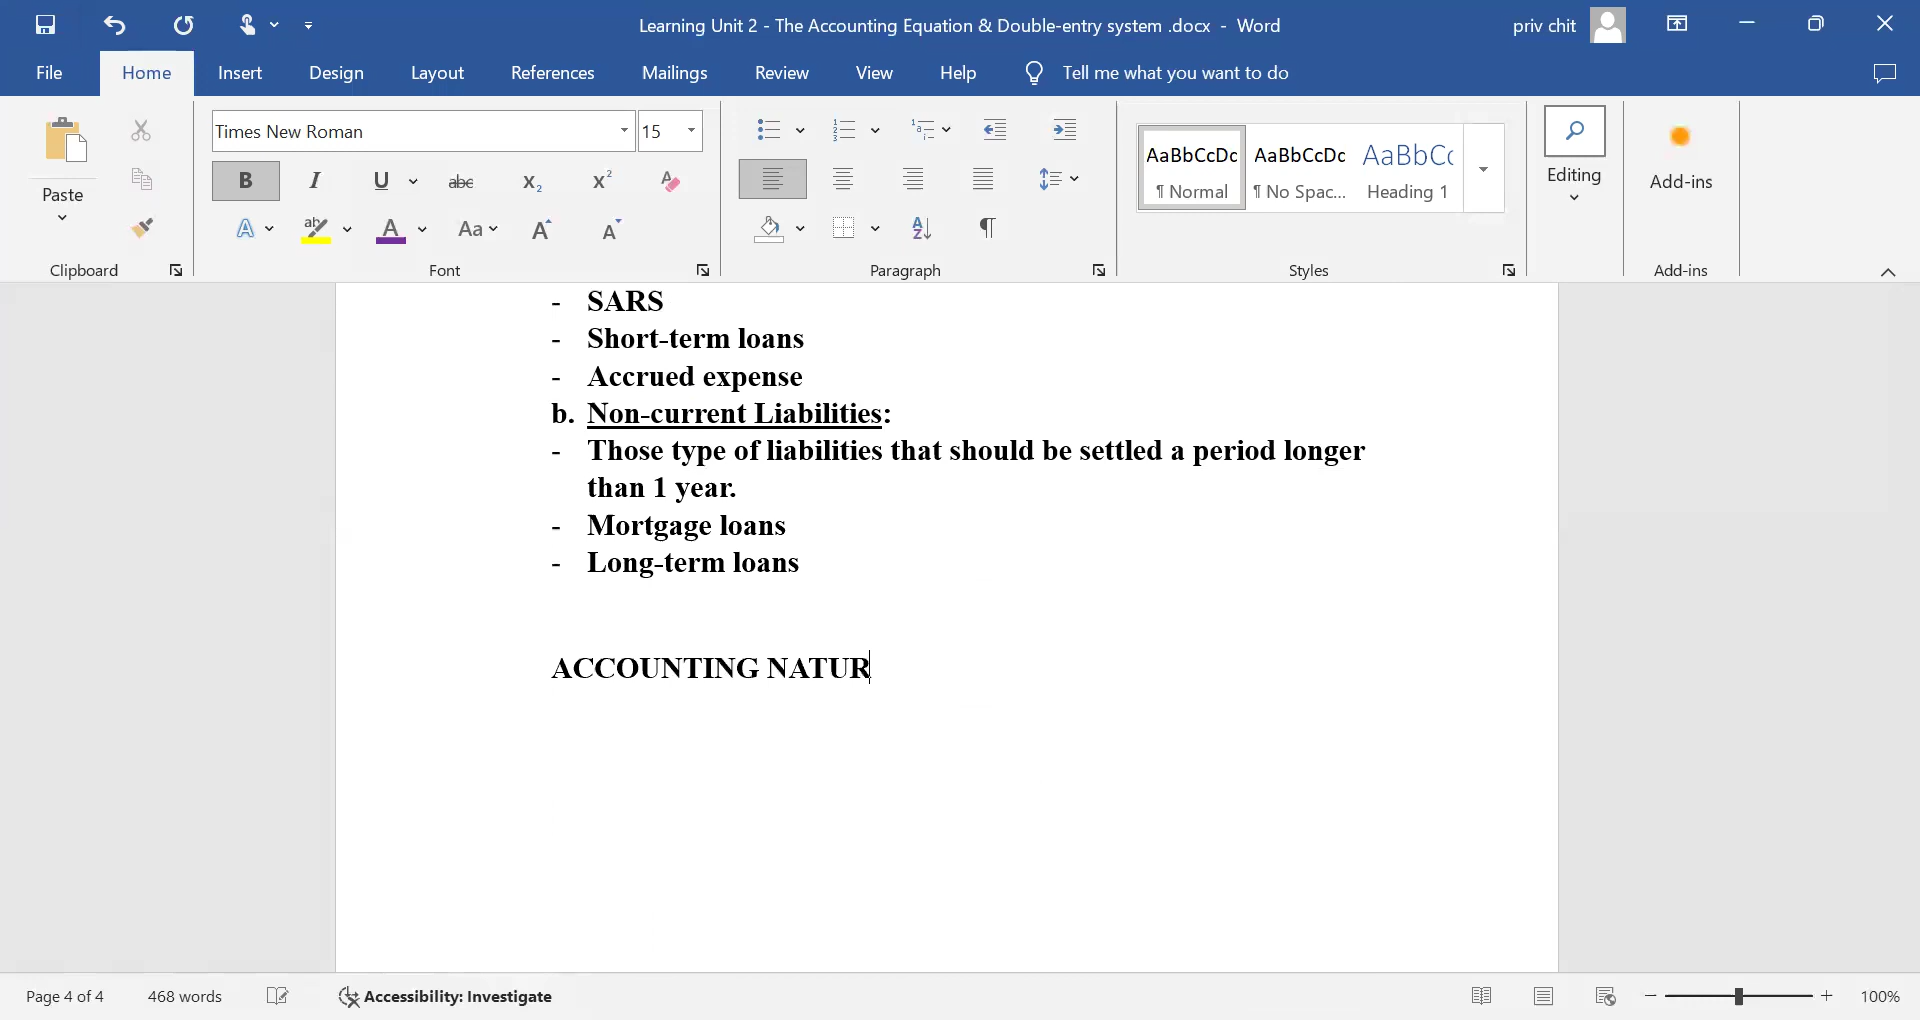 Learning Unit 2 - The Accounting Equation & Double-entry system .docx - Word
priv chit
File Home Insert Design Layout References Mailings Review View Help Tell me what you want to do
Paste
Clipboard
Times New Roman 15
B I U abc X₂ X² A
A ab A Aa A A
Font
Paragraph
AaBbCcDc AaBbCcDc AaBbCc
¶ Normal ¶ No Spac... Heading 1
Styles
Editing
Add-ins
Add-ins
- SARS
- Short-term loans
- Accrued expense
b. Non-current Liabilities:
- Those type of liabilities that should be settled a period longer
than 1 year.
- Mortgage loans
- Long-term loans
ACCOUNTING NATUR
Page 4 of 4 468 words Accessibility: Investigate 100%